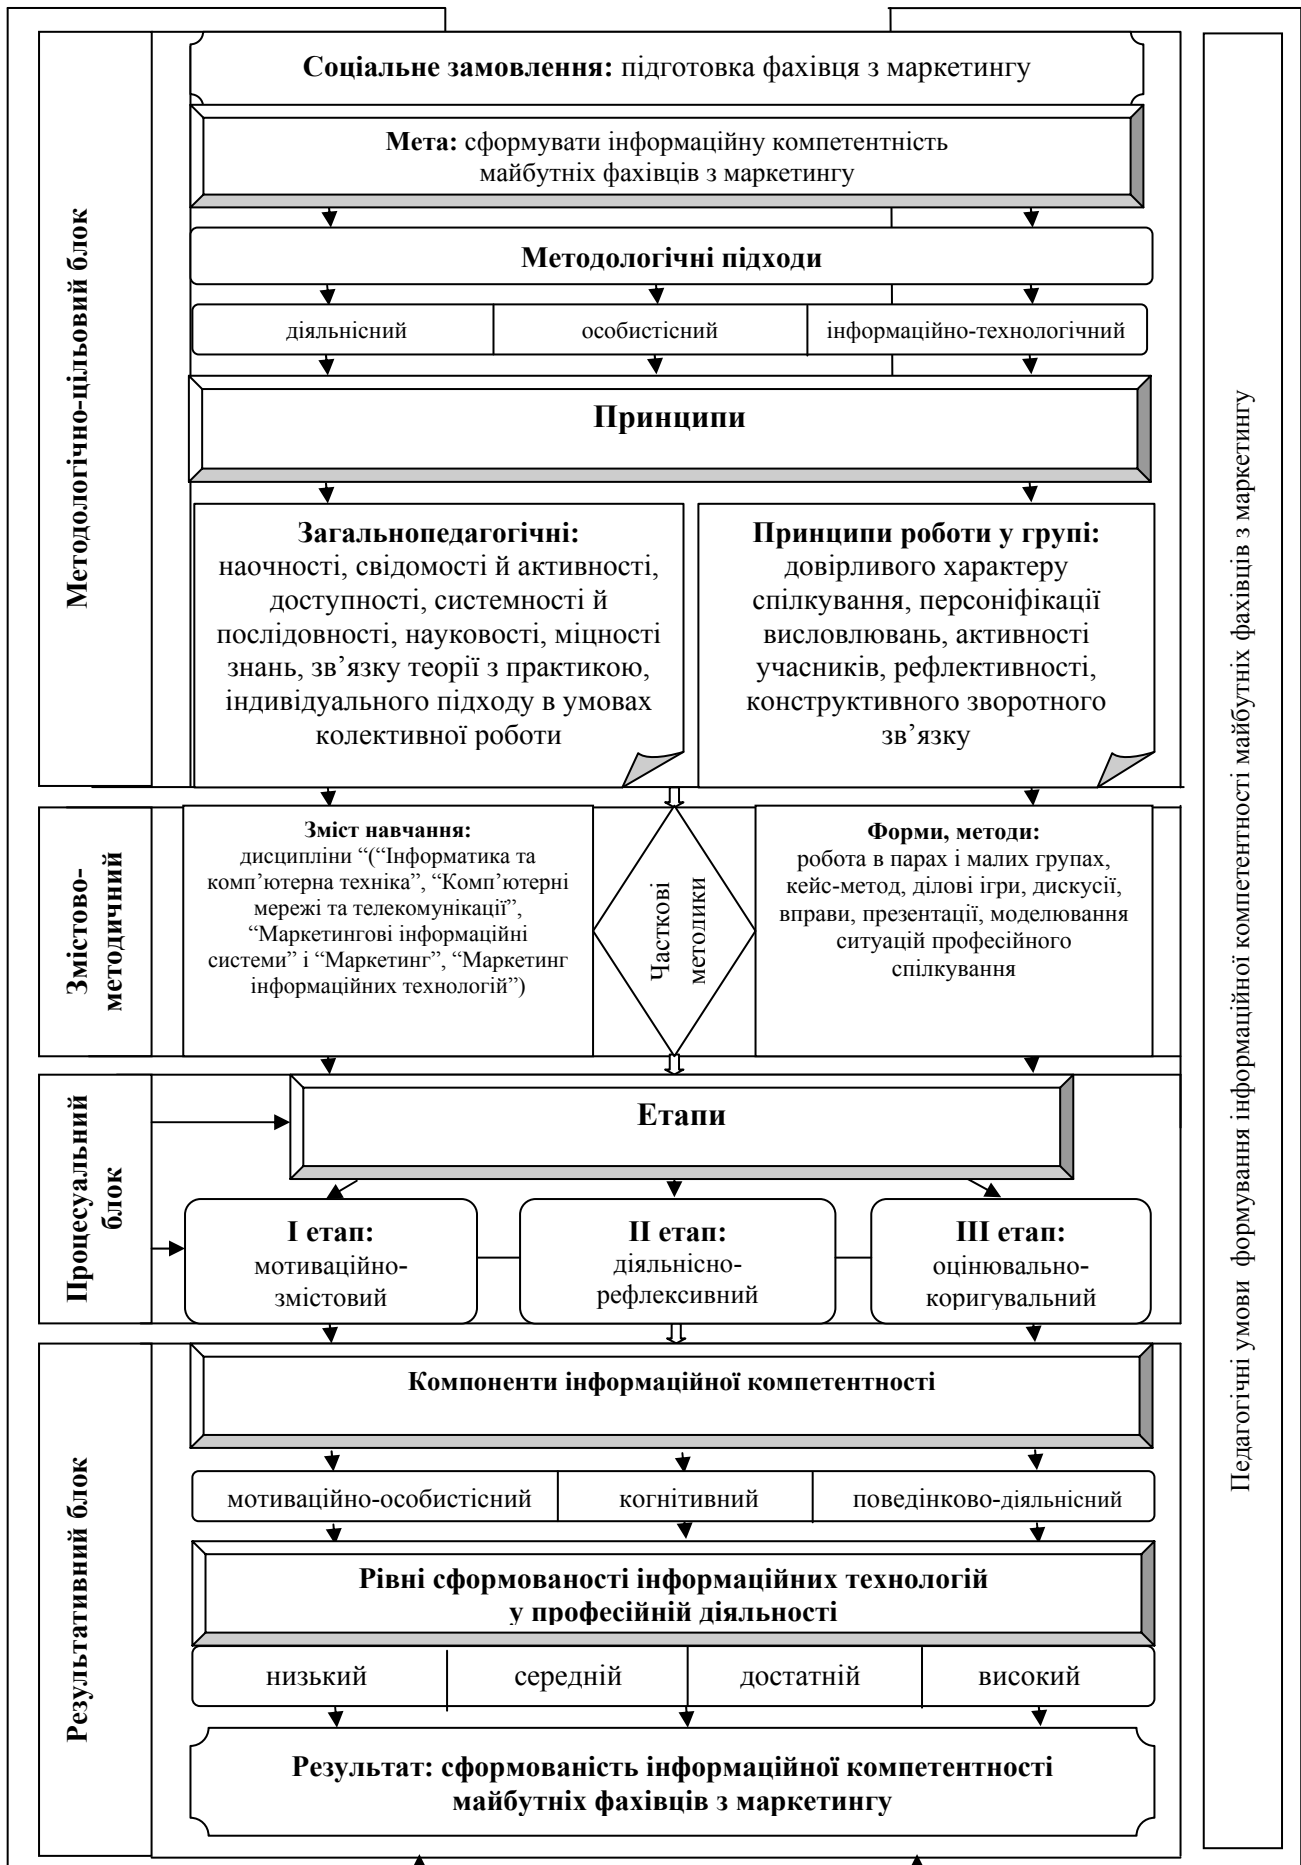 Соціальне замовлення: підготовка фахівця з маркетингу
Мета: сформувати інформаційну компетентність
майбутніх фахівців з маркетингу
Методологічно-цільовий блок
Методологічні підходи
діяльнісний
особистісний
інформаційно-технологічний
Принципи
Загальнопедагогічні:
наочності, свідомості й активності,
доступності, системності й
послідовності, науковості, міцності
знань, зв’язку теорії з практикою,
індивідуального підходу в умовах
колективної роботи
Принципи роботи у групі:
довірливого характеру
спілкування, персоніфікації
висловлювань, активності
учасників, рефлективності,
конструктивного зворотного
зв’язку
Змістово-
методичний
Зміст навчання:
дисципліни “(“Інформатика та
комп’ютерна техніка”, “Комп’ютерні
мережі та телекомунікації”,
“Маркетингові інформаційні
системи” і “Маркетинг”, “Маркетинг
інформаційних технологій”)
Часткові
методики
Форми, методи:
робота в парах і малих групах,
кейс-метод, ділові ігри, дискусії,
вправи, презентації, моделювання
ситуацій професійного
спілкування
Процесуальний
блок
Етапи
І етап:
мотиваційно-
змістовий
ІІ етап:
діяльнісно-
рефлексивний
ІІІ етап:
оцінювально-
коригувальний
Результативний блок
Компоненти інформаційної компетентності
мотиваційно-особистісний
когнітивний
поведінково-діяльнісний
Рівні сформованості інформаційних технологій
у професійній діяльності
низький
середній
достатній
високий
Результат: сформованість інформаційної компетентності
майбутніх фахівців з маркетингу
Педагогічні умови формування інформаційної компетентності майбутніх фахівців з маркетингу